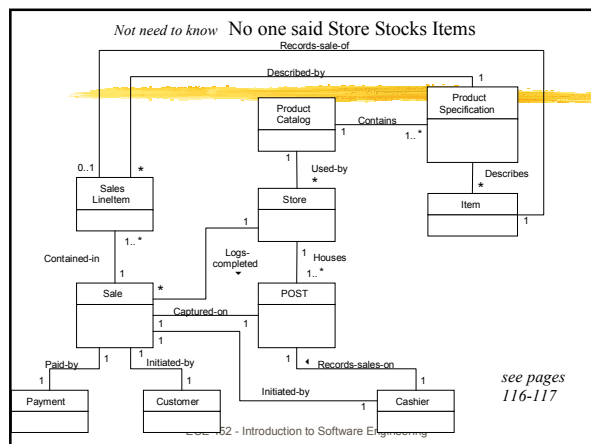 Not need to know No one said Store Stocks Items
Records-sale-of
Described-by
1
Product
Catalog
Product
Specification
Contains
1
1..*
1
0..1
*
Used-by
Describes
*
*
Sales
LineItem
Store
Item
1
1
1..*
Logs-
completed
1
Houses
Contained-in
1..*
1
*
Sale
POST
Captured-on
1
1
1
1
1
1
Records-sales-on
Paid-by
Initiated-by
see pages
116-117
1
1
Initiated-by
1
1
Payment
Customer
Cashier
ECE 452 - Introduction to Software Engineering